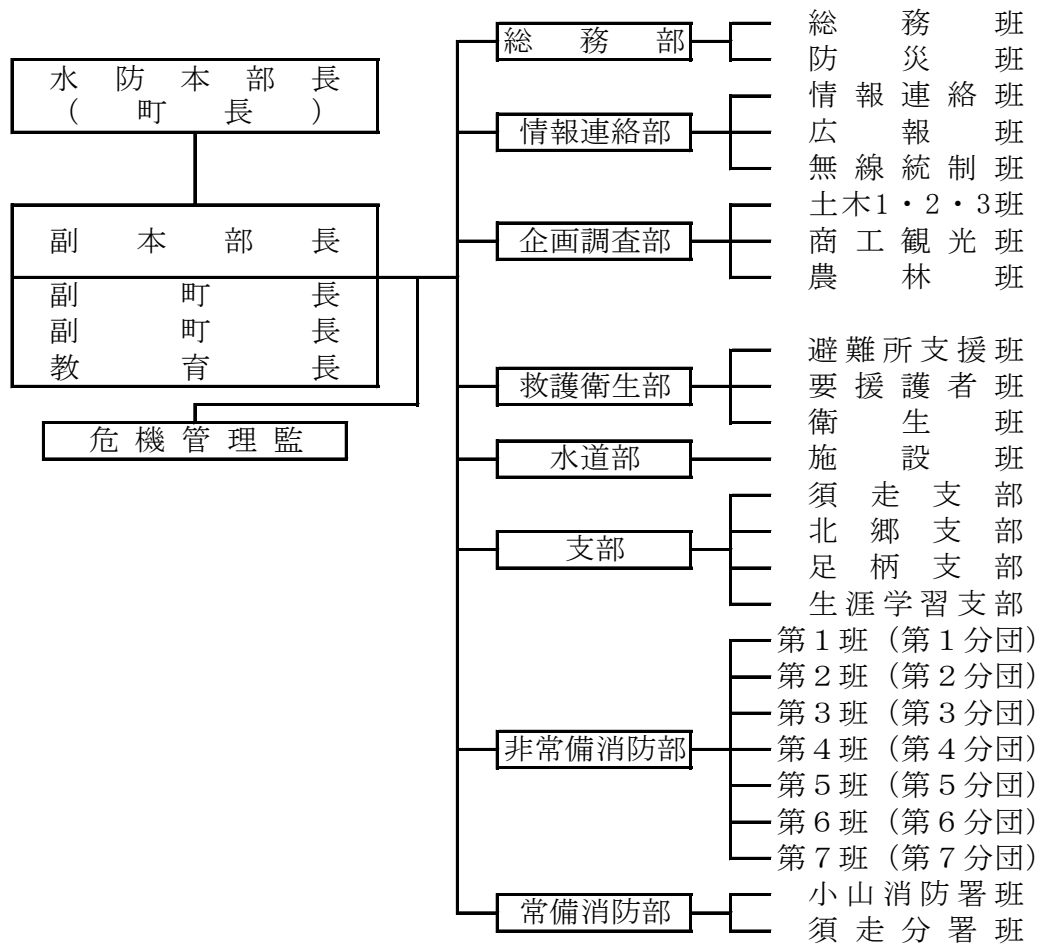 水防本部長
(町長)
副本部長
副町長
副町長
教育長
危機管理監
総務部
総務班
防災班
情報連絡部
情報連絡班
広報班
無線統制班
企画調査部
土木1・2・3班
商工観光班
農林班
救護衛生部
避難所支援班
要援護者班
衛生班
水道部
施設班
支部
須走支部
北郷支部
足柄支部
生涯学習支部
非常備消防部
第1班（第1分団）
第2班（第2分団）
第3班（第3分団）
第4班（第4分団）
第5班（第5分団）
第6班（第6分団）
第7班（第7分団）
常備消防部
小山消防署班
須走分署班